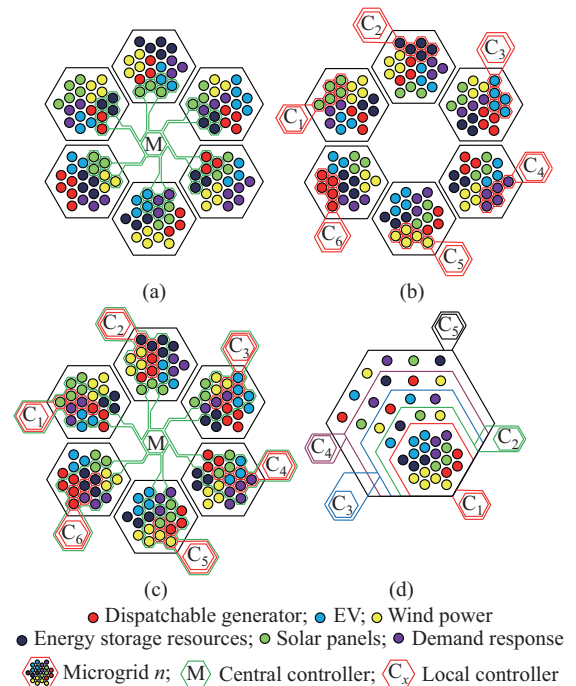 C₂
C₃
M
C₁
C₄
C₆
C₅
(a)
(b)
C₂
C₃
C₅
C₁
M
C₄
C₂
C₄
C₆
C₅
C₃
C₁
(c)
(d)
Dispatchable generator; EV; Wind power
Energy storage resources; Solar panels; Demand response
Microgrid n; M Central controller; Cₓ Local controller